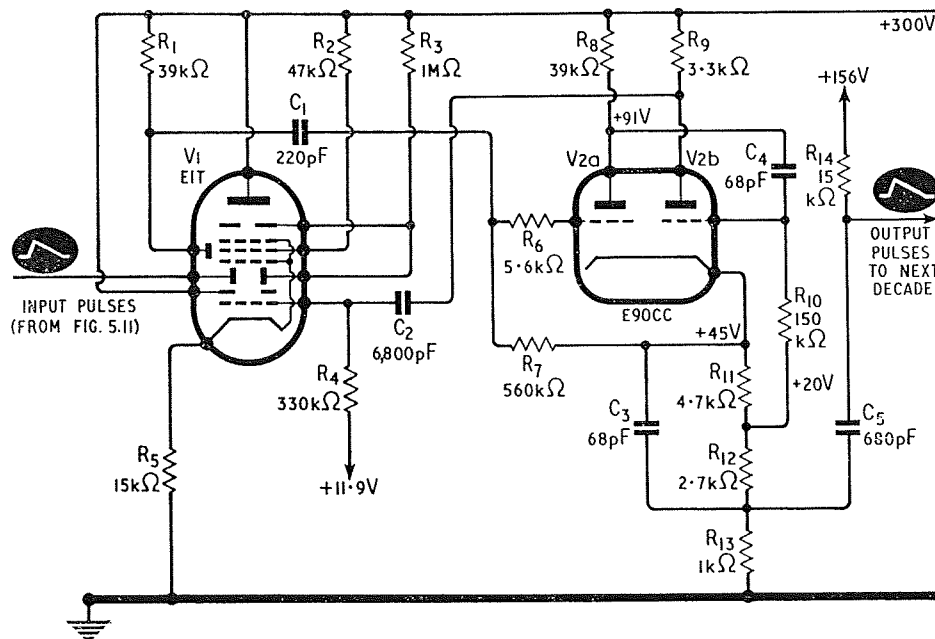 +300V
R1
39kΩ
R2
47kΩ
R3
1MΩ
R8
39kΩ
R9
3·3kΩ
+156V
C1
220pF
+91V
V1
E1T
V2a
V2b
C4
68pF
R14
15
kΩ
INPUT PULSES
(FROM FIG. 5.11)
R6
5·6kΩ
OUTPUT
PULSES
TO NEXT
DECADE
E90CC
R10
150
kΩ
C2
6,800pF
+45V
R7
560kΩ
R4
330kΩ
R11
4·7kΩ
+20V
C3
68pF
C5
680pF
R5
15kΩ
+11·9V
R12
2·7kΩ
R13
1kΩ